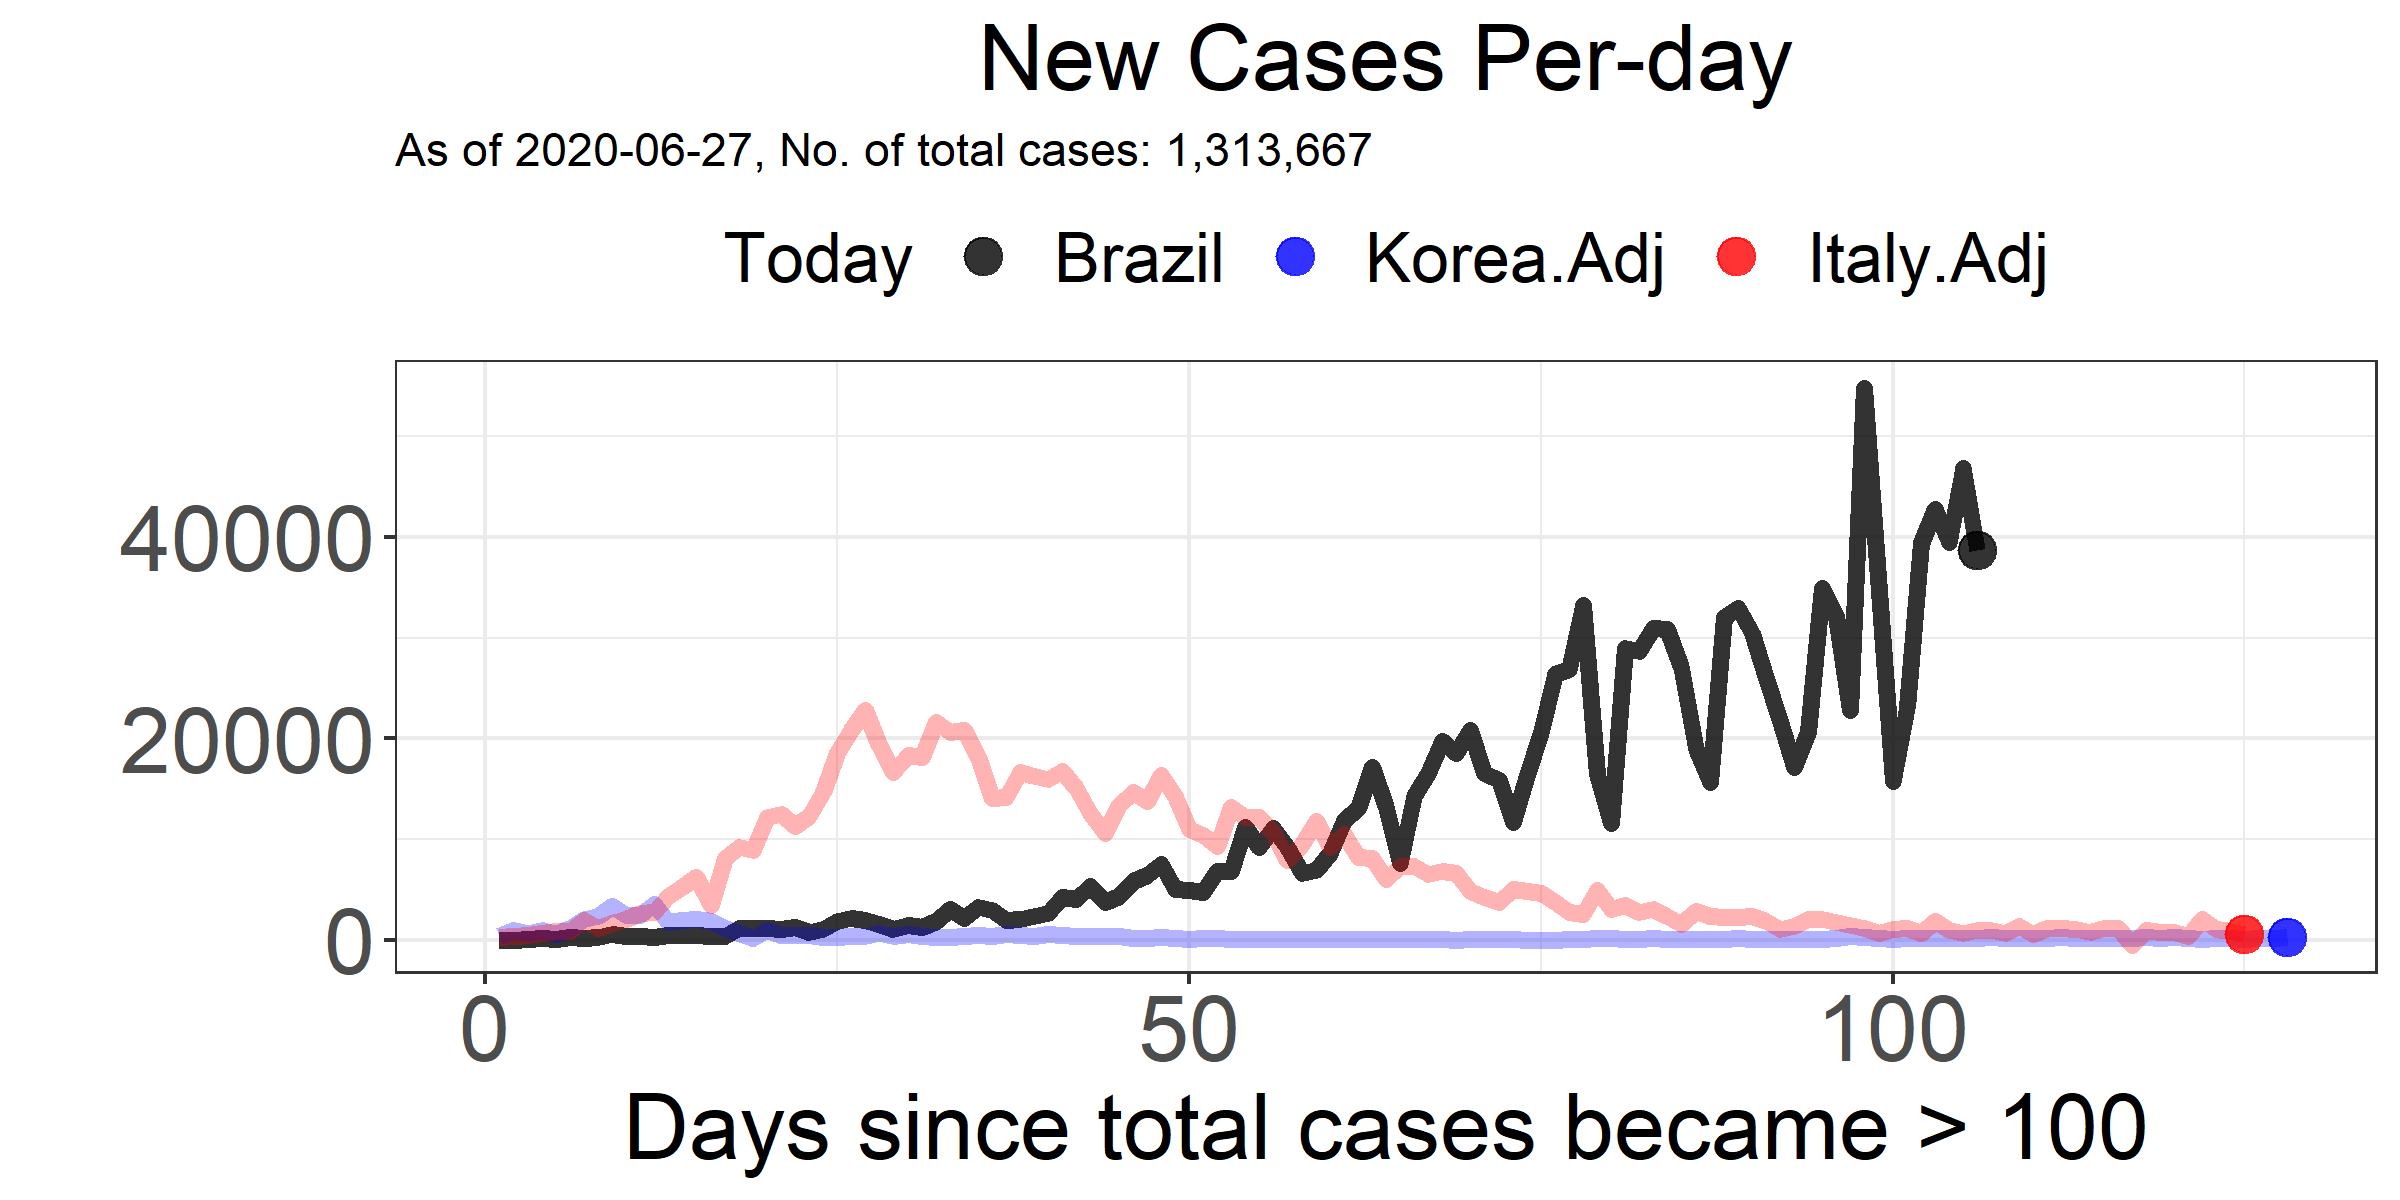 New Cases Per-day
As of 2020-06-27, No. of total cases: 1,313,667
Today Brazil Korea.Adj Italy.Adj
40000
20000
0
0 50 100
Days since total cases became > 100